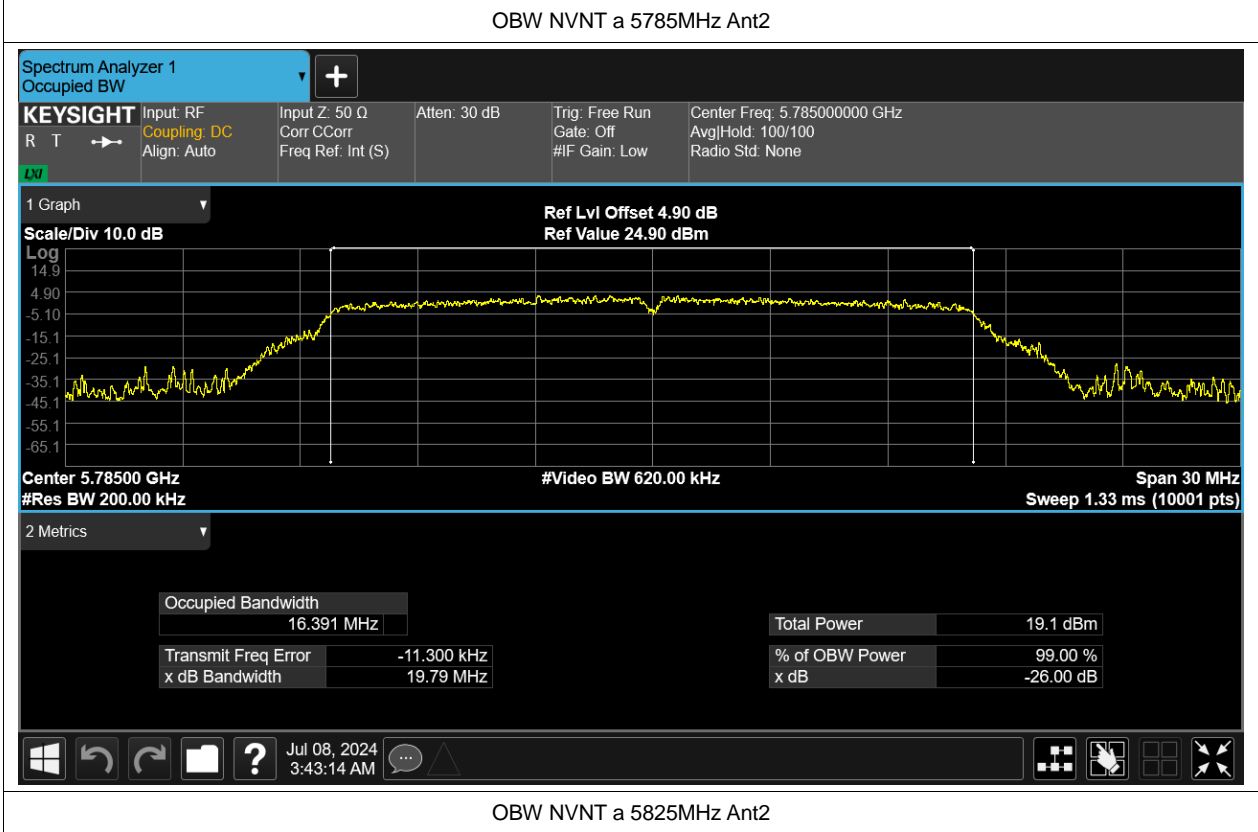 OBW NVNT a 5785MHz Ant2
Spectrum Analyzer 1
Occupied BW
KEYSIGHT
R T
LXI
Input: RF
Coupling: DC
Align: Auto
Input Z: 50 Ω
Corr CCorr
Freq Ref: Int (S)
Atten: 30 dB
Trig: Free Run
Gate: Off
#IF Gain: Low
Center Freq: 5.785000000 GHz
Avg|Hold: 100/100
Radio Std: None
1 Graph
Scale/Div 10.0 dB
Ref Lvl Offset 4.90 dB
Ref Value 24.90 dBm
Log
14.9
4.90
-5.10
-15.1
-25.1
-35.1
-45.1
-55.1
-65.1
Center 5.78500 GHz
#Res BW 200.00 kHz
#Video BW 620.00 kHz
Span 30 MHz
Sweep 1.33 ms (10001 pts)
2 Metrics
Occupied Bandwidth
16.391 MHz
Transmit Freq Error -11.300 kHz
x dB Bandwidth 19.79 MHz
Total Power 19.1 dBm
% of OBW Power 99.00 %
x dB -26.00 dB
?
Jul 08, 2024
3:43:14 AM
OBW NVNT a 5825MHz Ant2